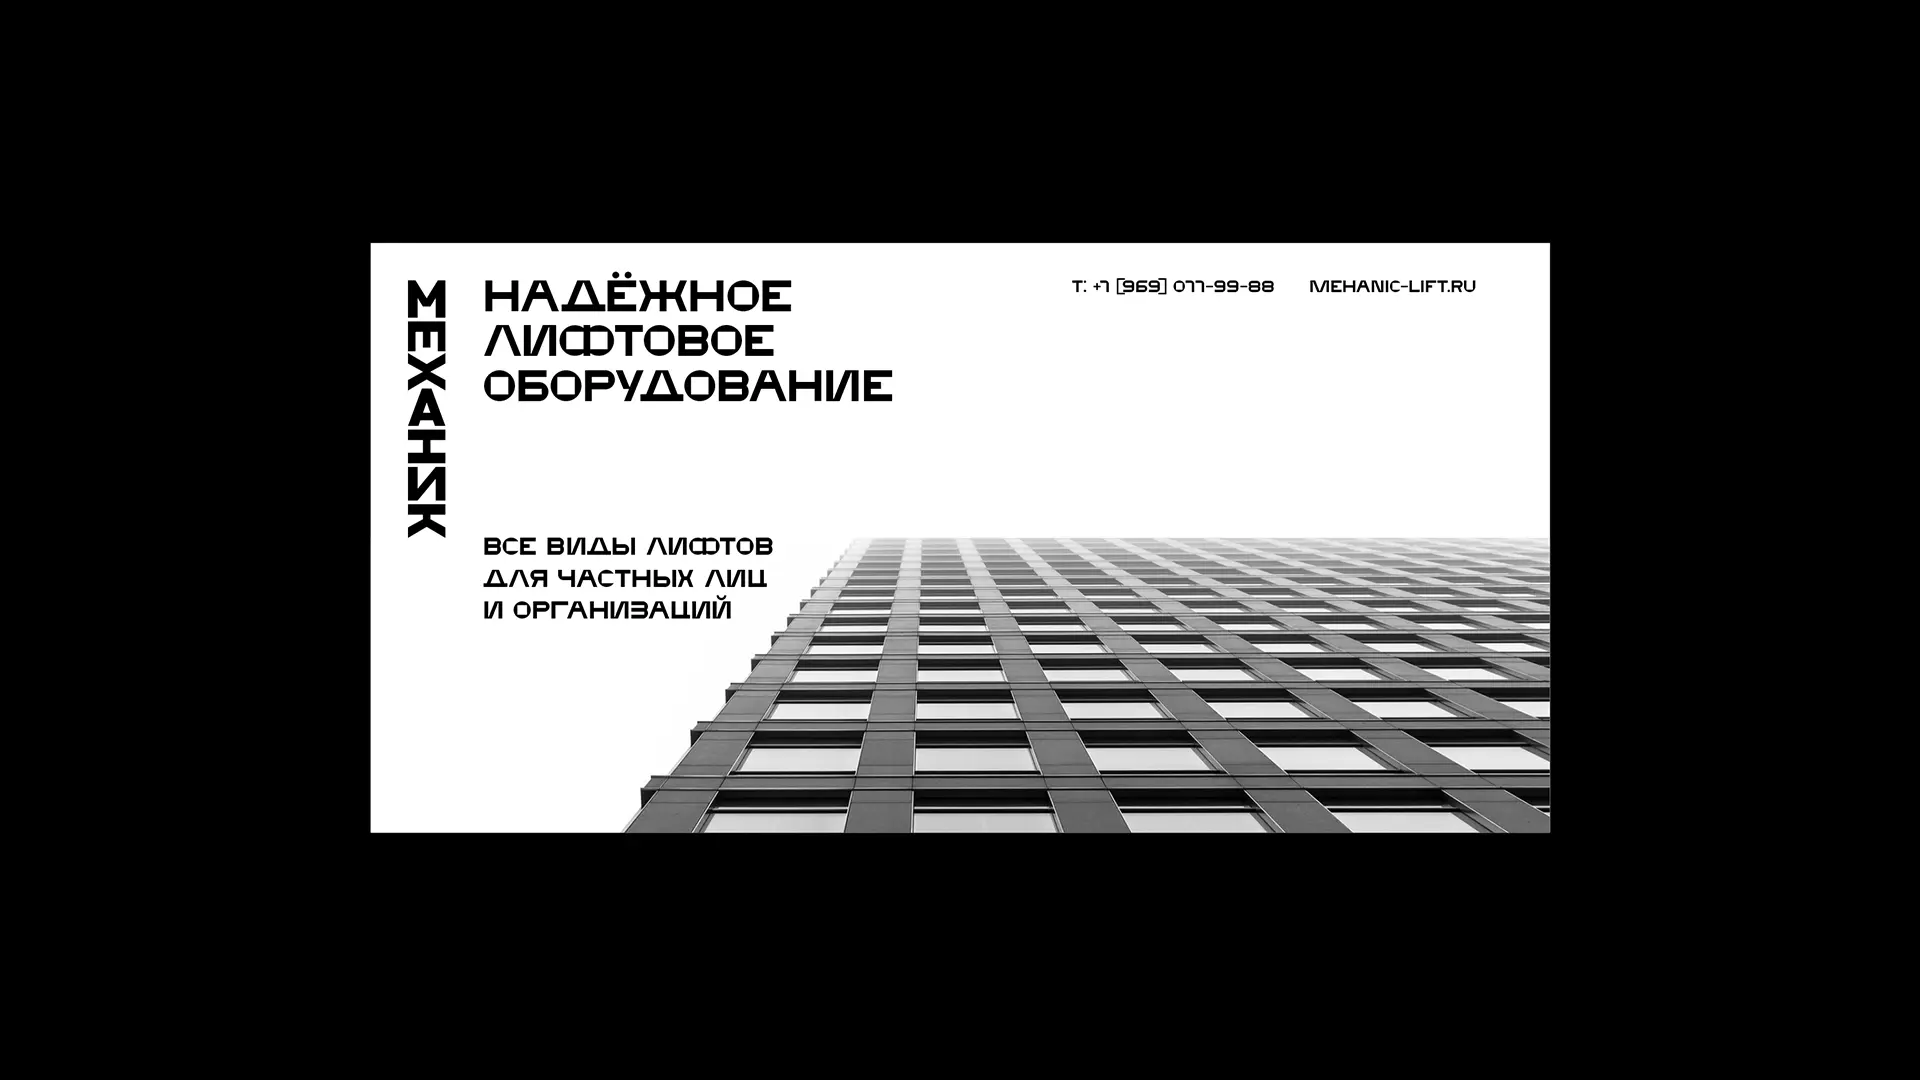 МЕХАНИК
НАДЁЖНОЕ
ЛИФТОВОЕ
ОБОРУДОВАНИЕ
Т: +7 [969] 077-99-88
MEHANIC-LIFT.RU
ВСЕ ВИДЫ ЛИФТОВ
ДЛЯ ЧАСТНЫХ ЛИЦ
И ОРГАНИЗАЦИЙ